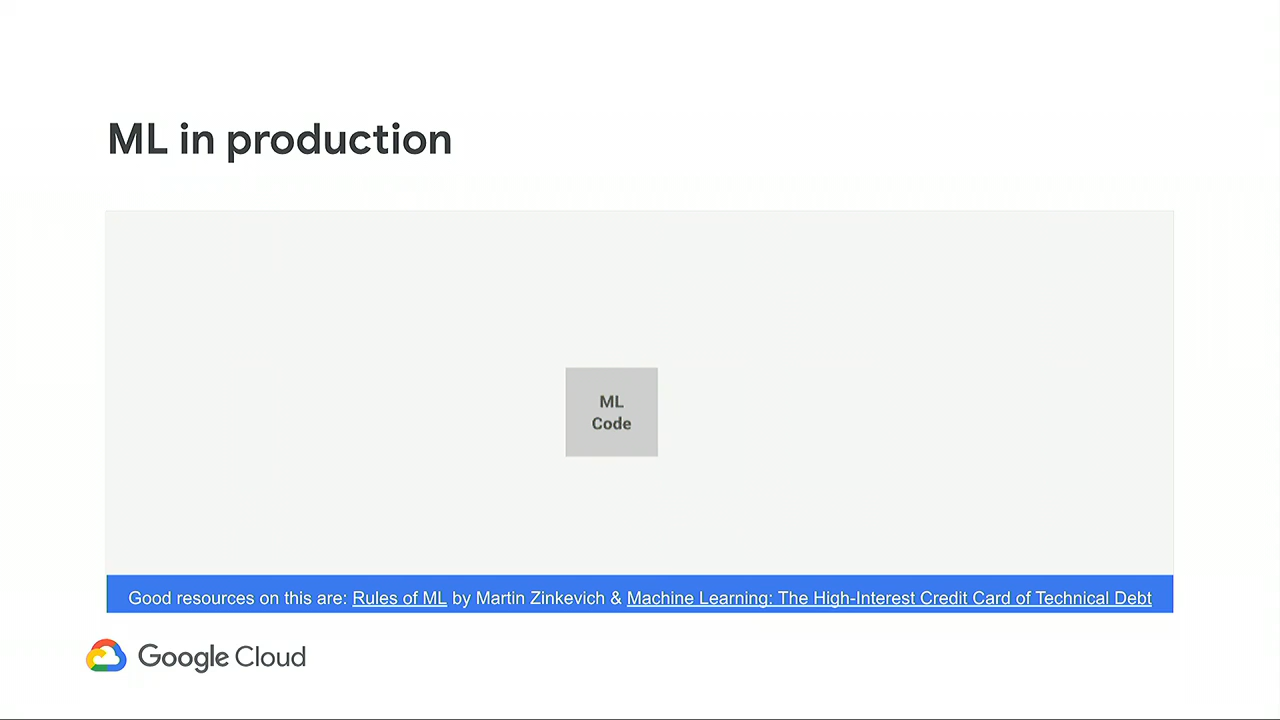 ML in production
ML
Code
Good resources on this are: Rules of ML by Martin Zinkevich & Machine Learning: The High-Interest Credit Card of Technical Debt
Google Cloud